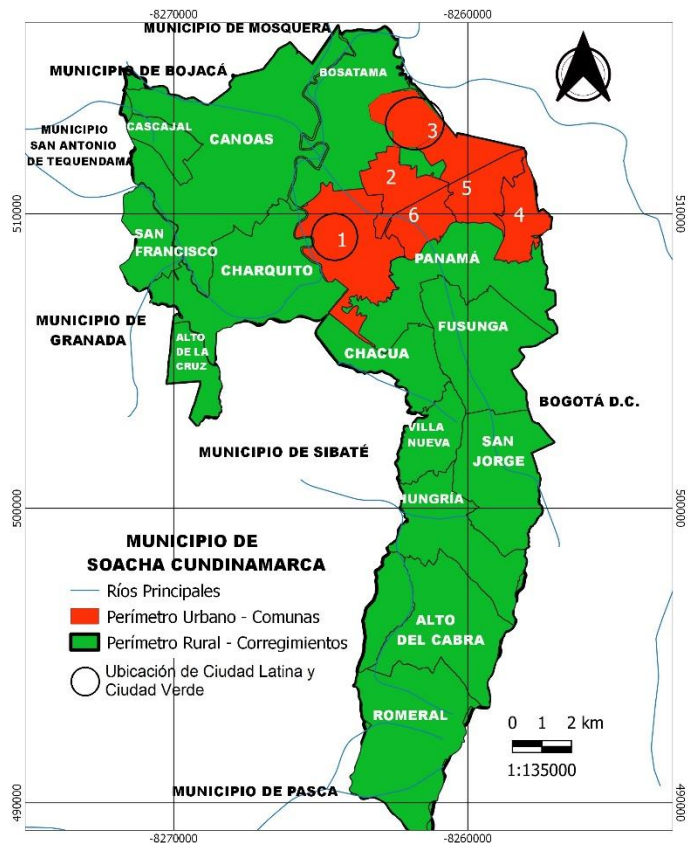 -8270000
-8260000
MUNICIPIO DE MOSQUERA
MUNICIPIO DE BOJACÁ
BOSATAMA
MUNICIPIO
SAN ANTONIO
DE TEQUENDAMA
CASCAJAL
CANOAS
3
2
5
510000
510000
6
4
SAN
FRANCISCO
1
CHARQUITO
PANAMÁ
MUNICIPIO DE
GRANADA
ALTO
DE LA
CRUZ
FUSUNGA
CHACUA
BOGOTÁ D.C.
MUNICIPIO DE SIBATÉ
VILLA
NUEVA
SAN
JORGE
HUNGRÍA
500000
500000
MUNICIPIO DE
SOACHA CUNDINAMARCA
Ríos Principales
Perímetro Urbano - Comunas
Perímetro Rural - Corregimientos
Ubicación de Ciudad Latina y
Ciudad Verde
ALTO
DEL CABRA
ROMERAL
0 1 2 km
1:135000
MUNICIPIO DE PASCA
490000
490000
-8270000
-8260000